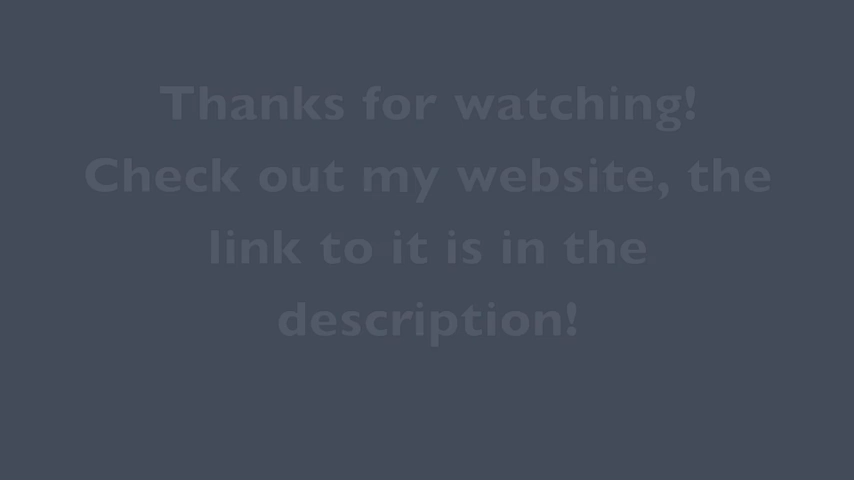 Thanks for watching!
Check out my website, the
link to it is in the
description!